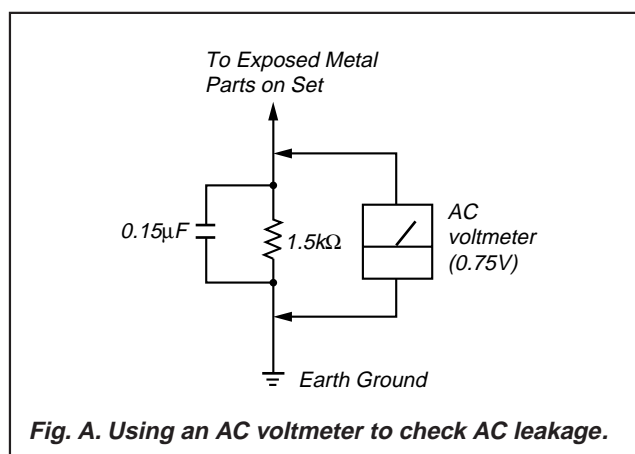 To Exposed Metal
Parts on Set
0.15µF
1.5kΩ
AC
voltmeter
(0.75V)
Earth Ground
Fig. A. Using an AC voltmeter to check AC leakage.